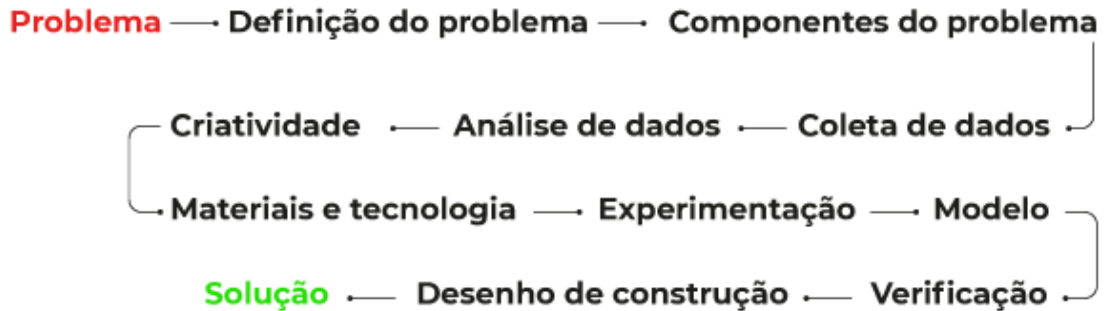 Problema Definição do problema Componentes do problema
Criatividade Análise de dados Coleta de dados
Materiais e tecnologia Experimentação Modelo
Solução Desenho de construção Verificação